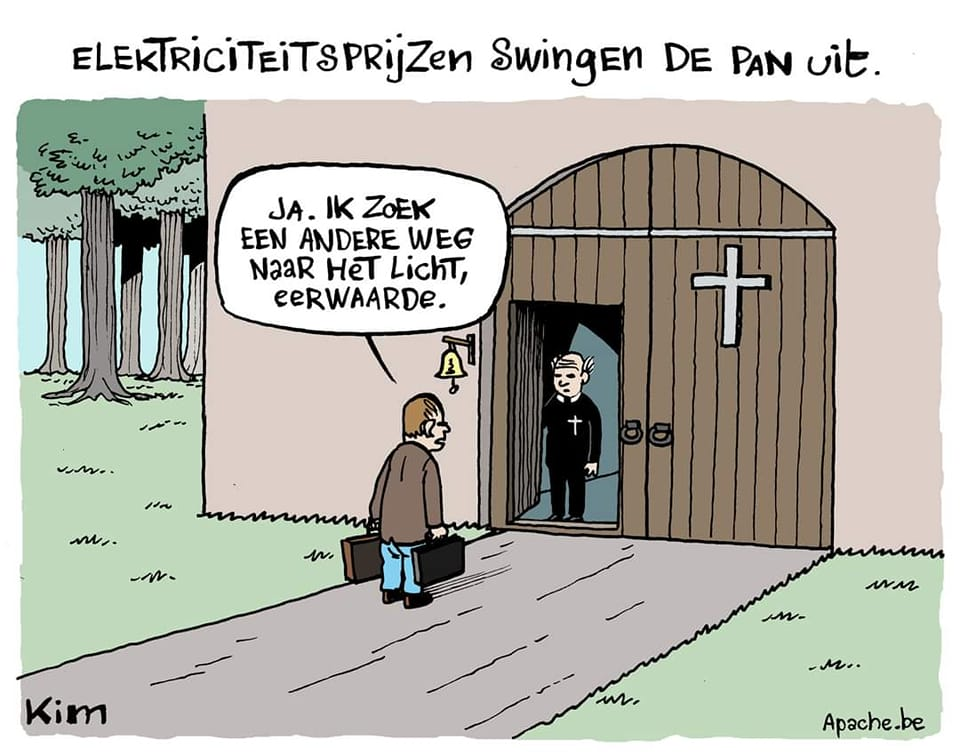 ELEKTRICITEITSPRIJZEN SWINGEN DE PAN UIT.
JA. IK ZOEK
EEN ANDERE WEG
NAAR HET LICHT,
EERWAARDE.
Kim
Apache.be